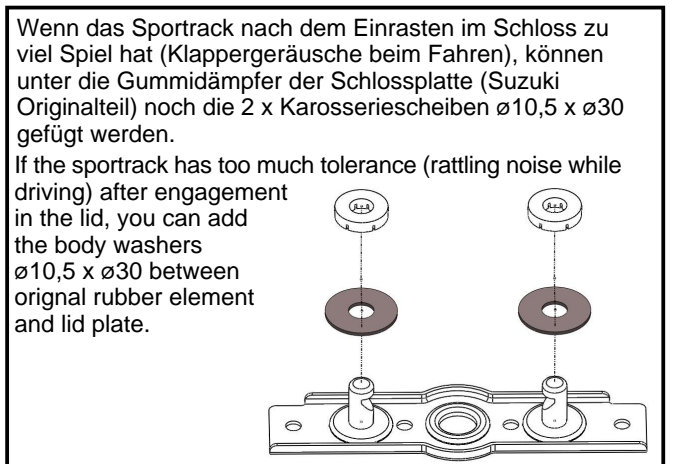 Wenn das Sportrack nach dem Einrasten im Schloss zu
viel Spiel hat (Klappergeräusche beim Fahren), können
unter die Gummidämpfer der Schlossplatte (Suzuki
Originalteil) noch die 2 x Karosseriescheiben ø10,5 x ø30
gefügt werden.
If the sportrack has too much tolerance (rattling noise while
driving) after engagement
in the lid, you can add
the body washers
ø10,5 x ø30 between
orignal rubber element
and lid plate.